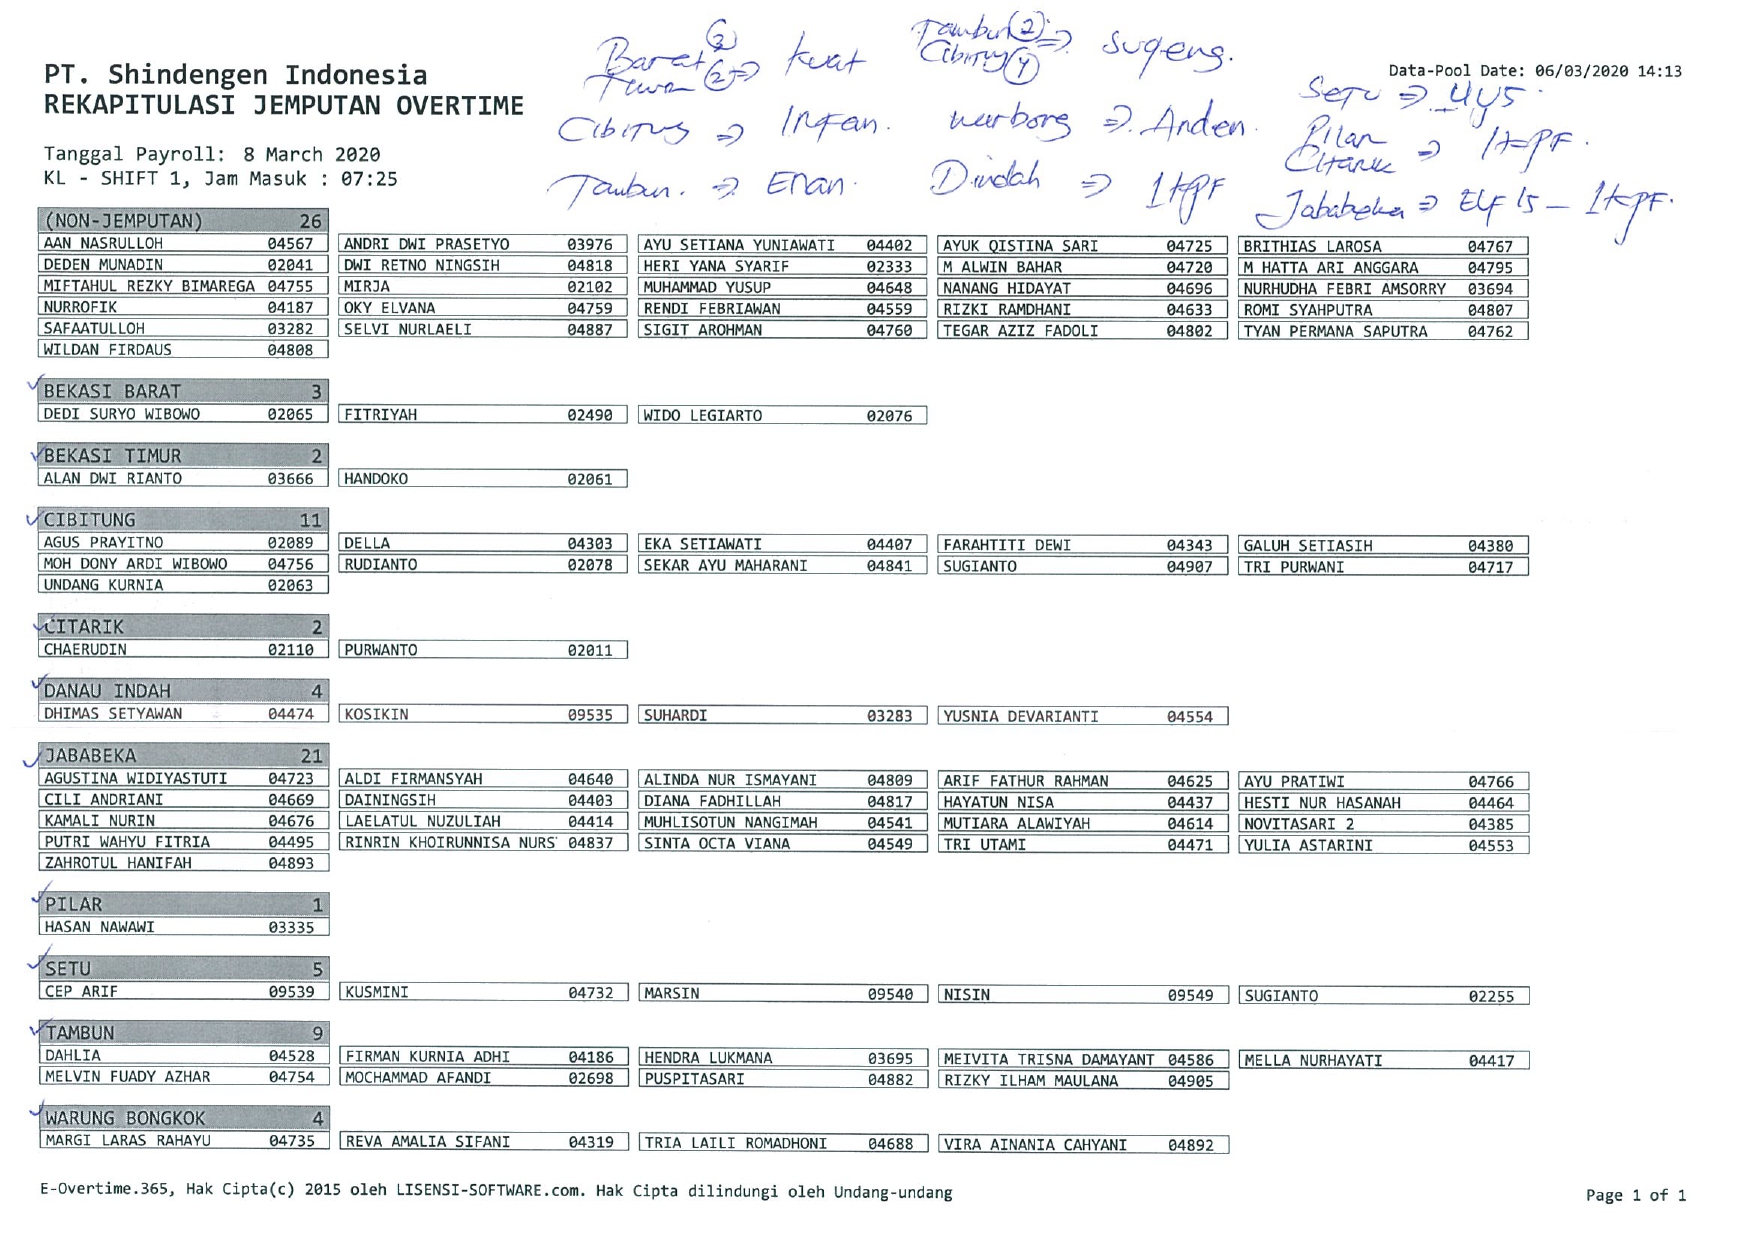 Barat (3)
(2) ⇒ kuat
Tambun (2) ⇒ Sugeng.
Cibitung (4)
PT. Shindengen Indonesia
Data-Pool Date: 06/03/2020 14:13
REKAPITULASI JEMPUTAN OVERTIME
Setu ⇒ Uys
Cibitung ⇒ Irfan. ⇒ Anden.
Pilar
Citarik ⇒
Tanggal Payroll: 8 March 2020
KL - SHIFT 1, Jam Masuk : 07:25
Tambun. ⇒ Enan. Dindah ⇒
Jababeka ⇒ Elf 15 -
(NON-JEMPUTAN) 26
AAN NASRULLOH 04567 ANDRI DWI PRASETYO 03976 AYU SETIANA YUNIAWATI 04402 AYUK QISTINA SARI 04725 BRITHIAS LAROSA 04767
DEDEN MUNADIN 02041 DWI RETNO NINGSIH 04818 HERI YANA SYARIF 02333 M ALWIN BAHAR 04720 M HATTA ARI ANGGARA 04795
MIFTAHUL REZKY BIMAREGA 04755 MIRJA 02102 MUHAMMAD YUSUP 04648 NANANG HIDAYAT 04696 NURHUDHA FEBRI AMSORRY 03694
NURROFIK 04187 OKY ELVANA 04759 RENDI FEBRIAWAN 04559 RIZKI RAMDHANI 04633 ROMI SYAHPUTRA 04807
SAFAATULLOH 03282 SELVI NURLAELI 04887 SIGIT AROHMAN 04760 TEGAR AZIZ FADOLI 04802 TYAN PERMANA SAPUTRA 04762
WILDAN FIRDAUS 04808
BEKASI BARAT 3
DEDI SURYO WIBOWO 02065 FITRIYAH 02490 WIDO LEGIARTO 02076
BEKASI TIMUR 2
ALAN DWI RIANTO 03666 HANDOKO 02061
CIBITUNG 11
AGUS PRAYITNO 02089 DELLA 04303 EKA SETIAWATI 04407 FARAHTITI DEWI 04343 GALUH SETIASIH 04380
MOH DONY ARDI WIBOWO 04756 RUDIANTO 02078 SEKAR AYU MAHARANI 04841 SUGIANTO 04907 TRI PURWANI 04717
UNDANG KURNIA 02063
CITARIK 2
CHAERUDIN 02110 PURWANTO 02011
DANAU INDAH 4
DHIMAS SETYAWAN 04474 KOSIKIN 09535 SUHARDI 03283 YUSNIA DEVARIANTI 04554
JABABEKA 21
AGUSTINA WIDIYASTUTI 04723 ALDI FIRMANSYAH 04640 ALINDA NUR ISMAYANI 04809 ARIF FATHUR RAHMAN 04625 AYU PRATIWI 04766
CILI ANDRIANI 04669 DAININGSIH 04403 DIANA FADHILLAH 04817 HAYATUN NISA 04437 HESTI NUR HASANAH 04464
KAMALI NURIN 04676 LAELATUL NUZULIAH 04414 MUHLISOTUN NANGIMAH 04541 MUTIARA ALAWIYAH 04614 NOVITASARI 2 04385
PUTRI WAHYU FITRIA 04495 RINRIN KHOIRUNNISA NURS' 04837 SINTA OCTA VIANA 04549 TRI UTAMI 04471 YULIA ASTARINI 04553
ZAHROTUL HANIFAH 04893
PILAR 1
HASAN NAWAWI 03335
SETU 5
CEP ARIF 09539 KUSMINI 04732 MARSIN 09540 NISIN 09549 SUGIANTO 02255
TAMBUN 9
DAHLIA 04528 FIRMAN KURNIA ADHI 04186 HENDRA LUKMANA 03695 MEIVITA TRISNA DAMAYANT 04586 MELLA NURHAYATI 04417
MELVIN FUADY AZHAR 04754 MOCHAMMAD AFANDI 02698 PUSPITASARI 04882 RIZKY ILHAM MAULANA 04905
WARUNG BONGKOK 4
MARGI LARAS RAHAYU 04735 REVA AMALIA SIFANI 04319 TRIA LAILI ROMADHONI 04688 VIRA AINANIA CAHYANI 04892
E-Overtime.365, Hak Cipta(c) 2015 oleh LISENSI-SOFTWARE.com. Hak Cipta dilindungi oleh Undang-undang
Page 1 of 1